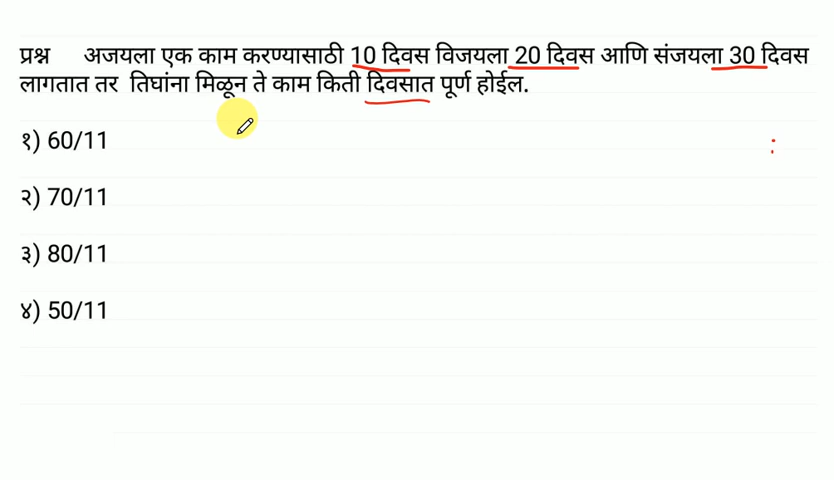 प्रश्न अजयला एक काम करण्यासाठी 10 दिवस विजयला 20 दिवस आणि संजयला 30 दिवस
लागतात तर तिघांना मिळून ते काम किती दिवसात पूर्ण होईल.
१) 60/11
२) 70/11
३) 80/11
४) 50/11